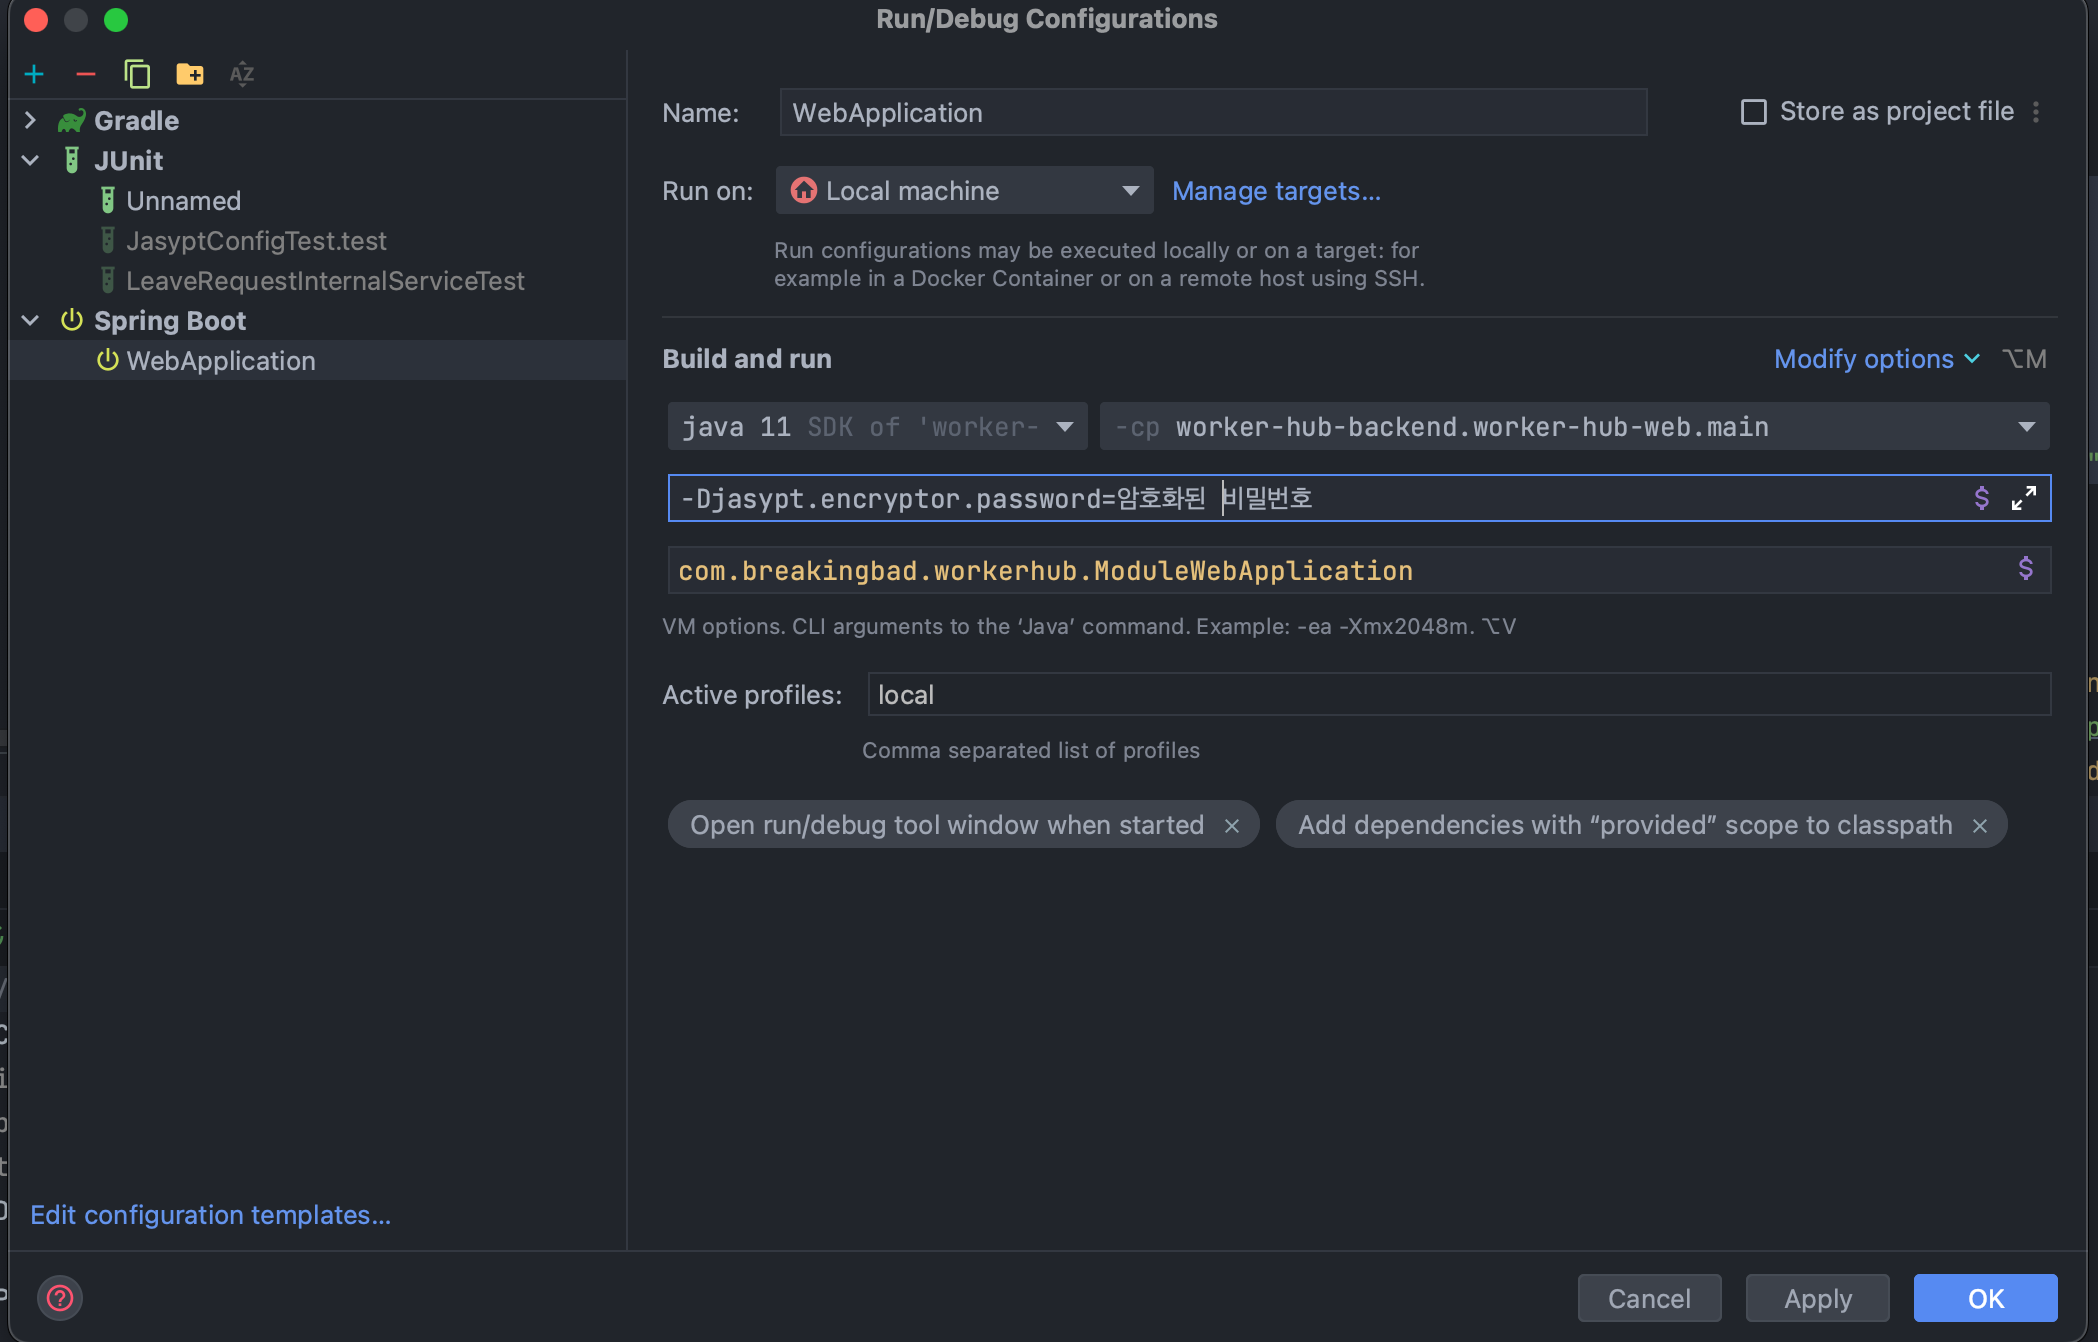 Run/Debug Configurations
Gradle
JUnit
Unnamed
JasyptConfigTest.test
LeaveRequestInternalServiceTest
Spring Boot
WebApplication
Edit configuration templates...
Name: WebApplication
Store as project file
Run on: Local machine Manage targets...
Run configurations may be executed locally or on a target: for
example in a Docker Container or on a remote host using SSH.
Build and run
Modify options ⌥M
java 11 SDK of 'worker-
-cp worker-hub-backend.worker-hub-web.main
-Djasypt.encryptor.password=암호화된 비밀번호
com.breakingbad.workerhub.ModuleWebApplication
VM options. CLI arguments to the ‘Java’ command. Example: -ea -Xmx2048m. ⌥V
Active profiles: local
Comma separated list of profiles
Open run/debug tool window when started ×
Add dependencies with “provided” scope to classpath ×
Cancel
Apply
OK